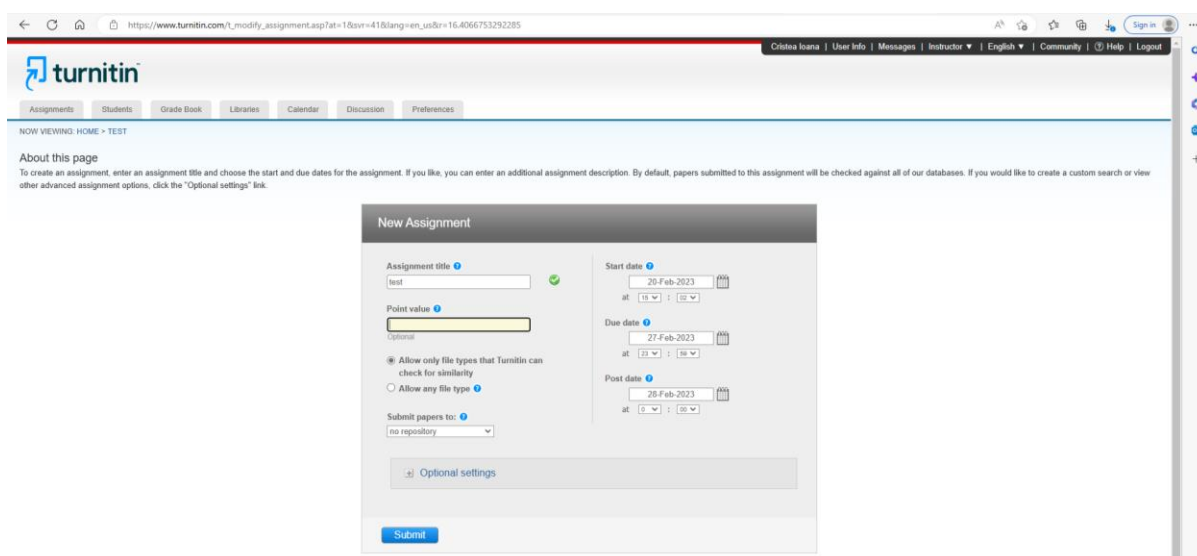 https://www.turnitin.com/t_modify_assignment.asp?at=1&svr=41&lang=en_us&r=16.4066753292285
Sign in
Cristea Ioana | User Info | Messages | Instructor ▼ | English ▼ | Community | ? Help | Logout
turnitin
Assignments Students Grade Book Libraries Calendar Discussion Preferences
NOW VIEWING: HOME > TEST
About this page
To create an assignment, enter an assignment title and choose the start and due dates for the assignment. If you like, you can enter an additional assignment description. By default, papers submitted to this assignment will be checked against all of our databases. If you would like to create a custom search or view
other advanced assignment options, click the "Optional settings" link.
New Assignment
Assignment title ?
test
Point value ?
Optional
Allow only file types that Turnitin can
check for similarity
Allow any file type ?
Submit papers to: ?
no repository
Start date ?
20-Feb-2023
at 15 : 02
Due date ?
27-Feb-2023
at 23 : 59
Post date ?
28-Feb-2023
at 0 : 00
Optional settings
Submit